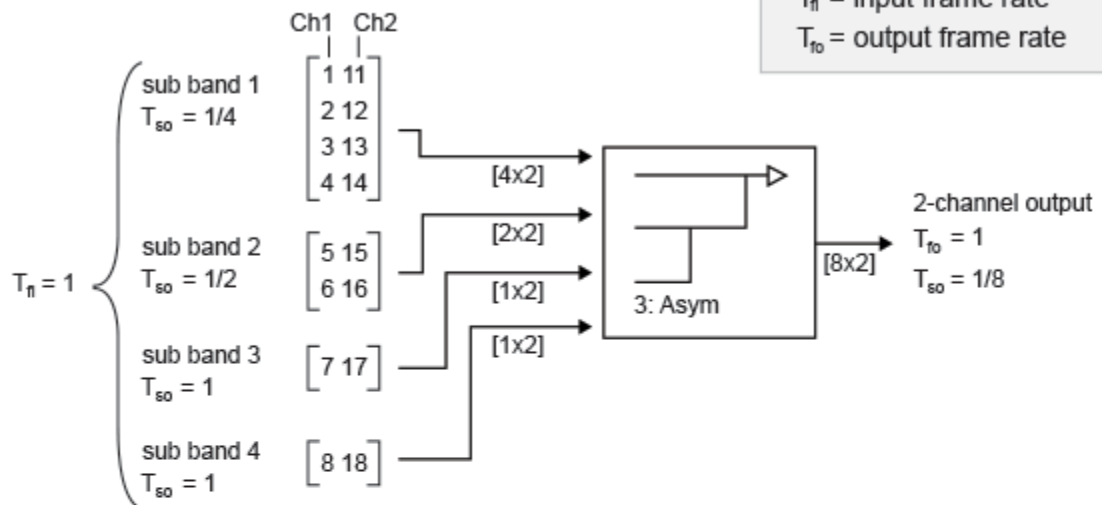 Ch1 Ch2
T_fi = input frame rate
T_fo = output frame rate
sub band 1
T_so = 1/4
1 11
2 12
3 13
4 14
[4x2]
sub band 2
T_so = 1/2
5 15
6 16
[2x2]
T_fi = 1
[1x2]
3: Asym
[8x2]
2-channel output
T_fo = 1
T_so = 1/8
sub band 3
T_so = 1
7 17
[1x2]
sub band 4
T_so = 1
8 18